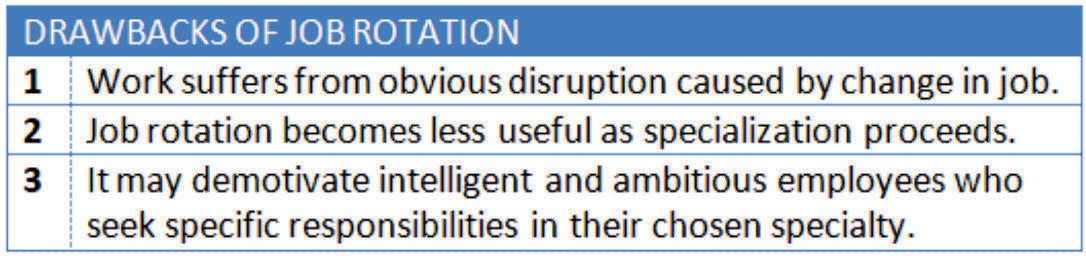 DRAWBACKS OF JOB ROTATION
1 Work suffers from obvious disruption caused by change in job.
2 Job rotation becomes less useful as specialization proceeds.
3 It may demotivate intelligent and ambitious employees who
seek specific responsibilities in their chosen specialty.